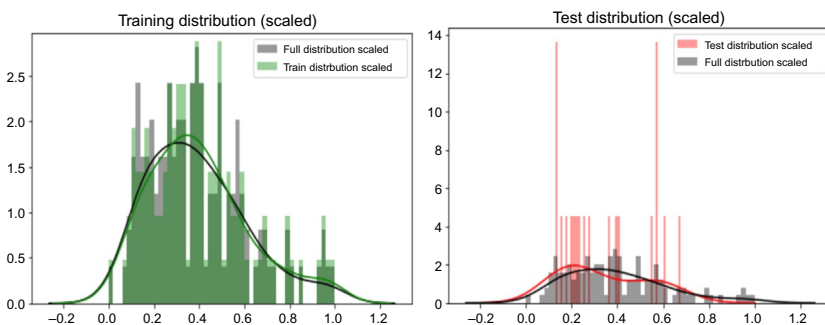 Training distribution (scaled)
Full distrbution scaled
Train distrbution scaled
2.5
2.0
1.5
1.0
0.5
0.0
–0.2 0.0 0.2 0.4 0.6 0.8 1.0 1.2
Test distribution (scaled)
Test distrbution scaled
Full distrbution scaled
14
12
10
8
6
4
2
0
–0.2 0.0 0.2 0.4 0.6 0.8 1.0 1.2